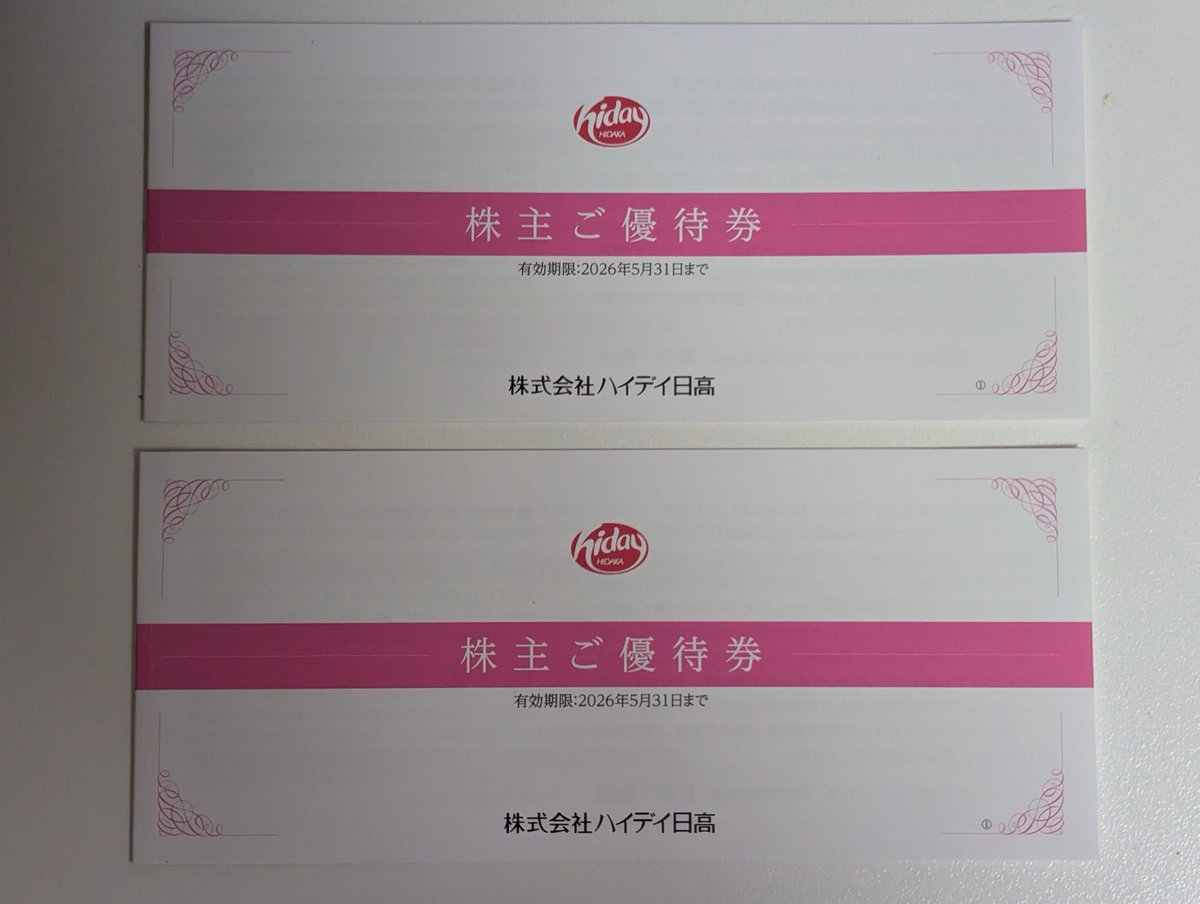 hiday
HIDAKA
株主ご優待券
有効期限:2026年5月31日まで
株式会社ハイデイ日高
①
hiday
HIDAKA
株主ご優待券
有効期限:2026年5月31日まで
株式会社ハイデイ日高
①